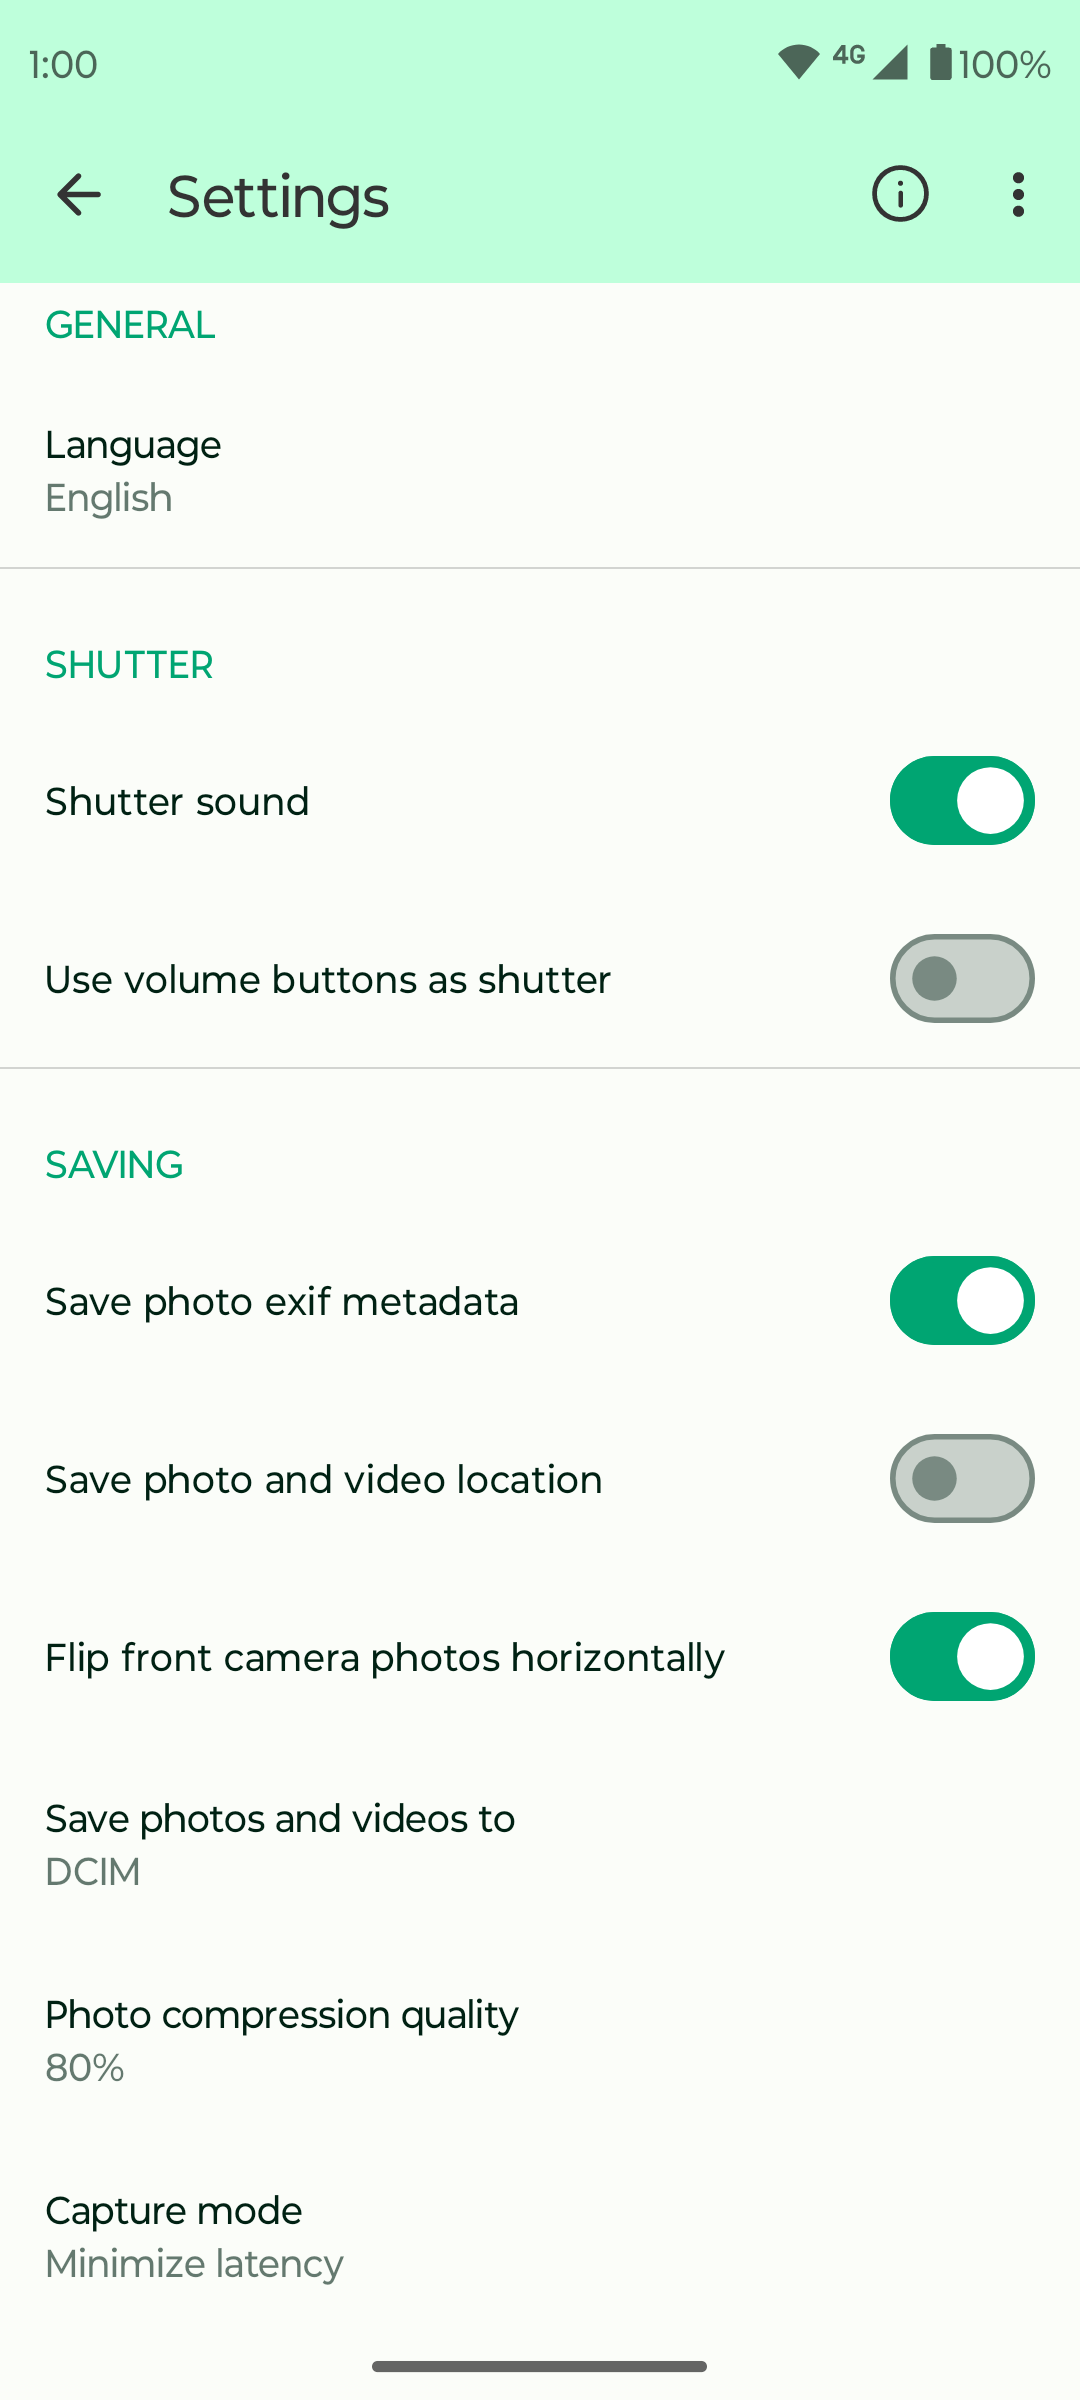 1:00
4G
100%
Settings
GENERAL
Language
English
SHUTTER
Shutter sound
Use volume buttons as shutter
SAVING
Save photo exif metadata
Save photo and video location
Flip front camera photos horizontally
Save photos and videos to
DCIM
Photo compression quality
80%
Capture mode
Minimize latency